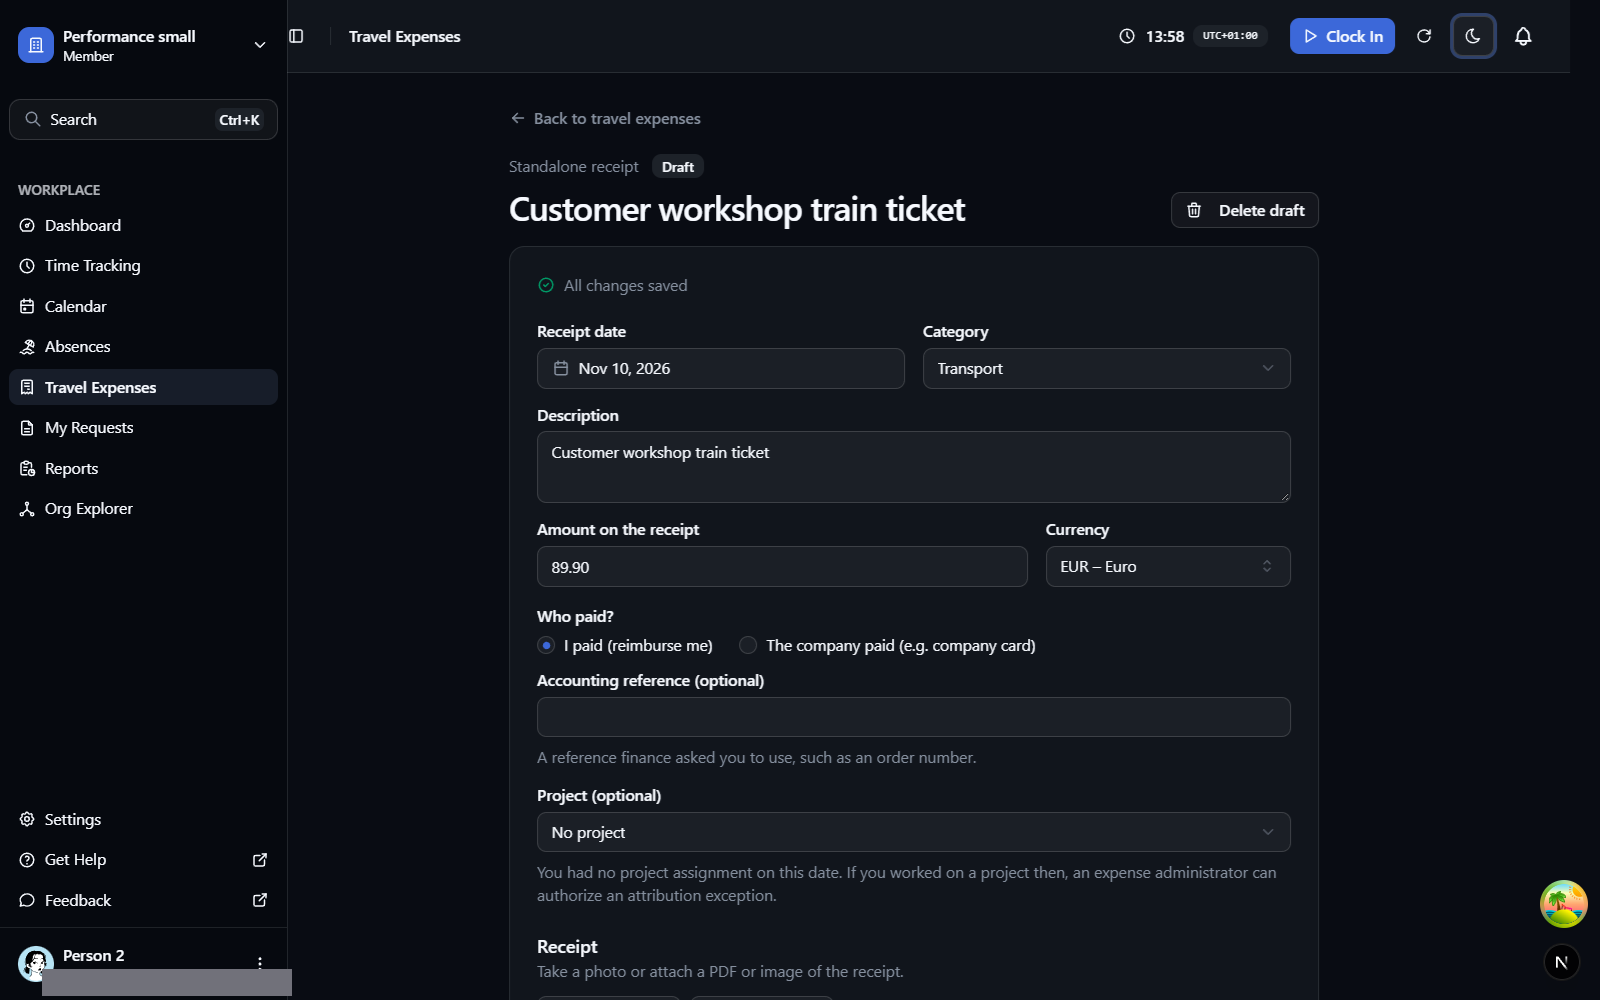 Performance small
Member
Search
Ctrl+K
WORKPLACE
Dashboard
Time Tracking
Calendar
Absences
Travel Expenses
My Requests
Reports
Org Explorer
Settings
Get Help
Feedback
Person 2
Travel Expenses
13:58
UTC+01:00
Clock In
Back to travel expenses
Standalone receipt
Draft
Customer workshop train ticket
Delete draft
All changes saved
Receipt date
Category
Nov 10, 2026
Transport
Description
Customer workshop train ticket
Amount on the receipt
Currency
89.90
EUR – Euro
Who paid?
I paid (reimburse me)
The company paid (e.g. company card)
Accounting reference (optional)
A reference finance asked you to use, such as an order number.
Project (optional)
No project
You had no project assignment on this date. If you worked on a project then, an expense administrator can
authorize an attribution exception.
Receipt
Take a photo or attach a PDF or image of the receipt.
N